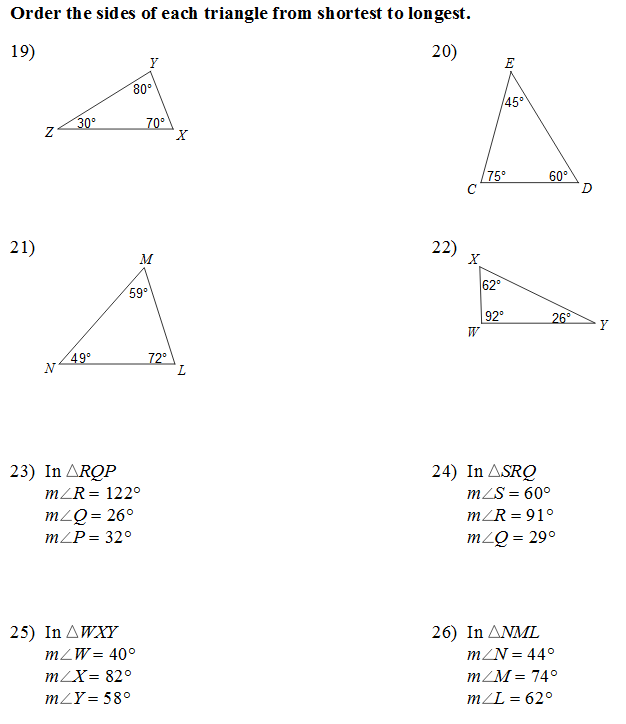 Order the sides of each triangle from shortest to longest.
19)
Y
80°
30°
70°
Z
X
20)
E
45°
75°
60°
C
D
21)
M
59°
49°
72°
N
L
22)
X
62°
92°
26°
W
Y
23) In △RQP
m∠R = 122°
m∠Q = 26°
m∠P = 32°
24) In △SRQ
m∠S = 60°
m∠R = 91°
m∠Q = 29°
25) In △WXY
m∠W = 40°
m∠X = 82°
m∠Y = 58°
26) In △NML
m∠N = 44°
m∠M = 74°
m∠L = 62°